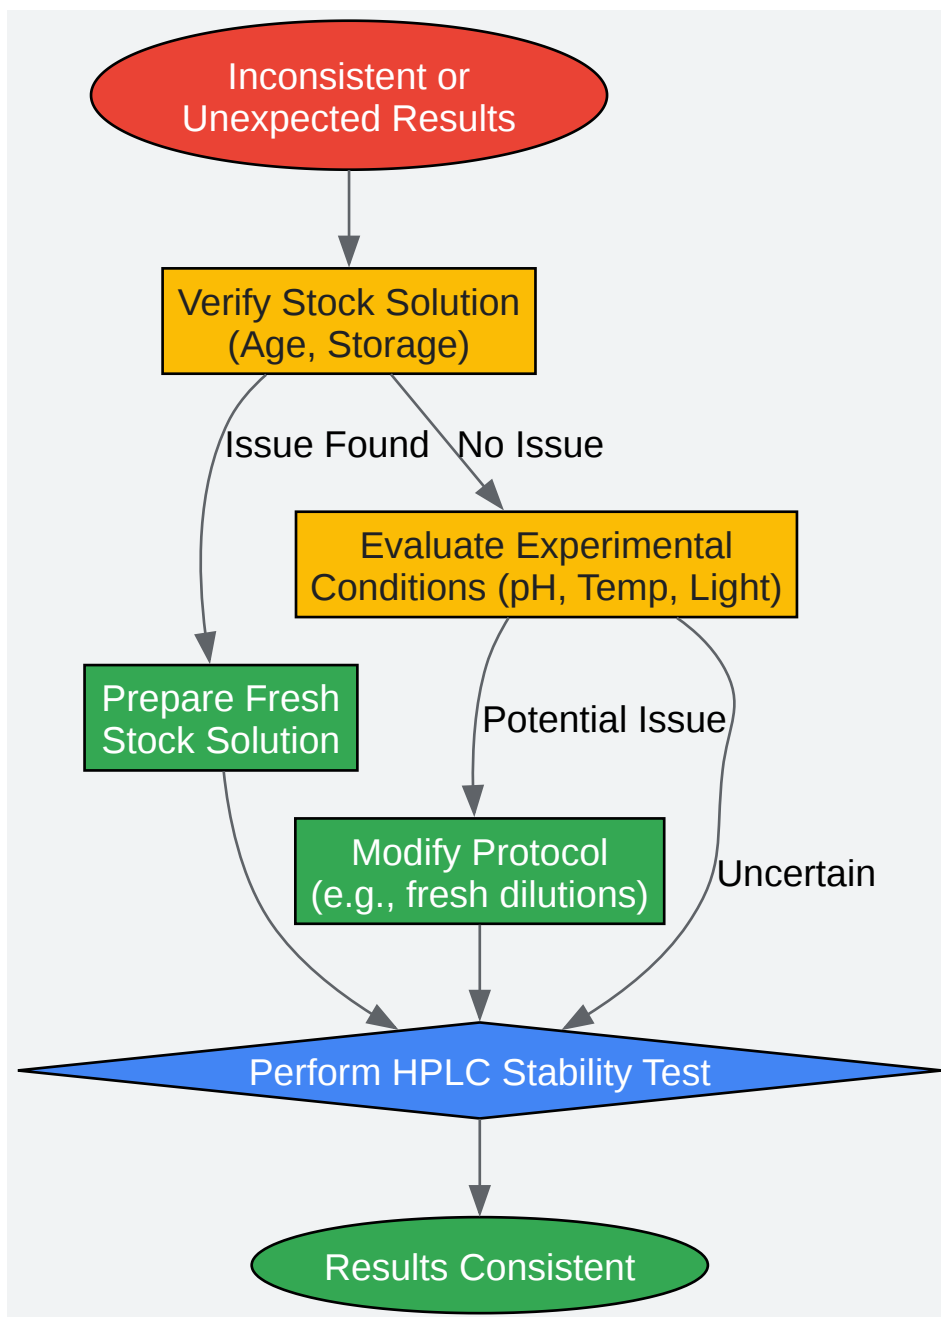 Inconsistent or
Unexpected Results
Verify Stock Solution
(Age, Storage)
Issue Found
No Issue
Evaluate Experimental
Conditions (pH, Temp, Light)
Prepare Fresh
Stock Solution
Potential Issue
Modify Protocol
(e.g., fresh dilutions)
Uncertain
Perform HPLC Stability Test
Results Consistent